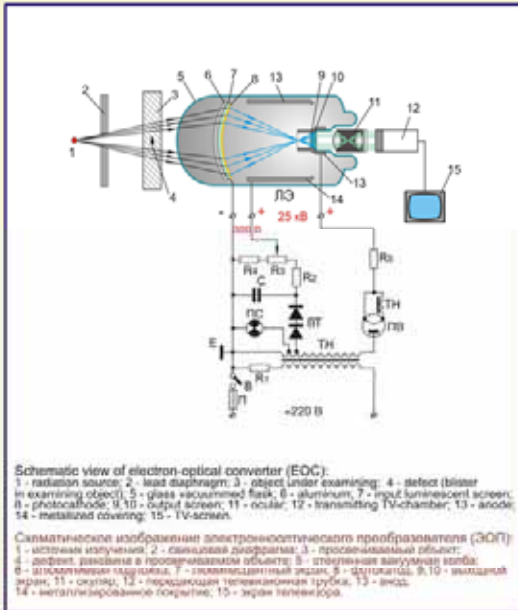 2
5
6
7
8
13
9
10
11
12
3
1
4
13
14
15
ЛЭ
-
+
25 кВ
+
R4
R3
R2
C
ПС
ВТ
ТН
ТН
ПВ
E
R1
В
П
≈220 В
Schematic view of electron-optical converter (EOC):
1 - radiation source; 2 - lead diaphragm; 3 - object under examining; 4 - defect (blister
in examining object); 5 - glass vacuummed flask; 6 - aluminum; 7 - input luminescent screen;
8 - photocathode; 9,10 - output screen; 11 - ocular; 12 - transmitting TV-chamber; 13 - anode;
14 - metallized covering; 15 - TV-screen.
Схематическое изображение электроннооптического преобразователя (ЭОП):
1 - источник излучения; 2 - свинцовая диафрагма; 3 - просвечиваемый объект;
4 - дефект, раковина в просвечиваемом объекте; 5 - стеклянная вакуумная колба;
6 - алюминиевая подложка; 7 - люминесцентный экран; 8 - фотокатод; 9,10 - выходной
экран; 11 - окуляр; 12 - передающая телевизионная трубка; 13 - анод;
14 - металлизированное покрытие; 15 - экран телевизора.